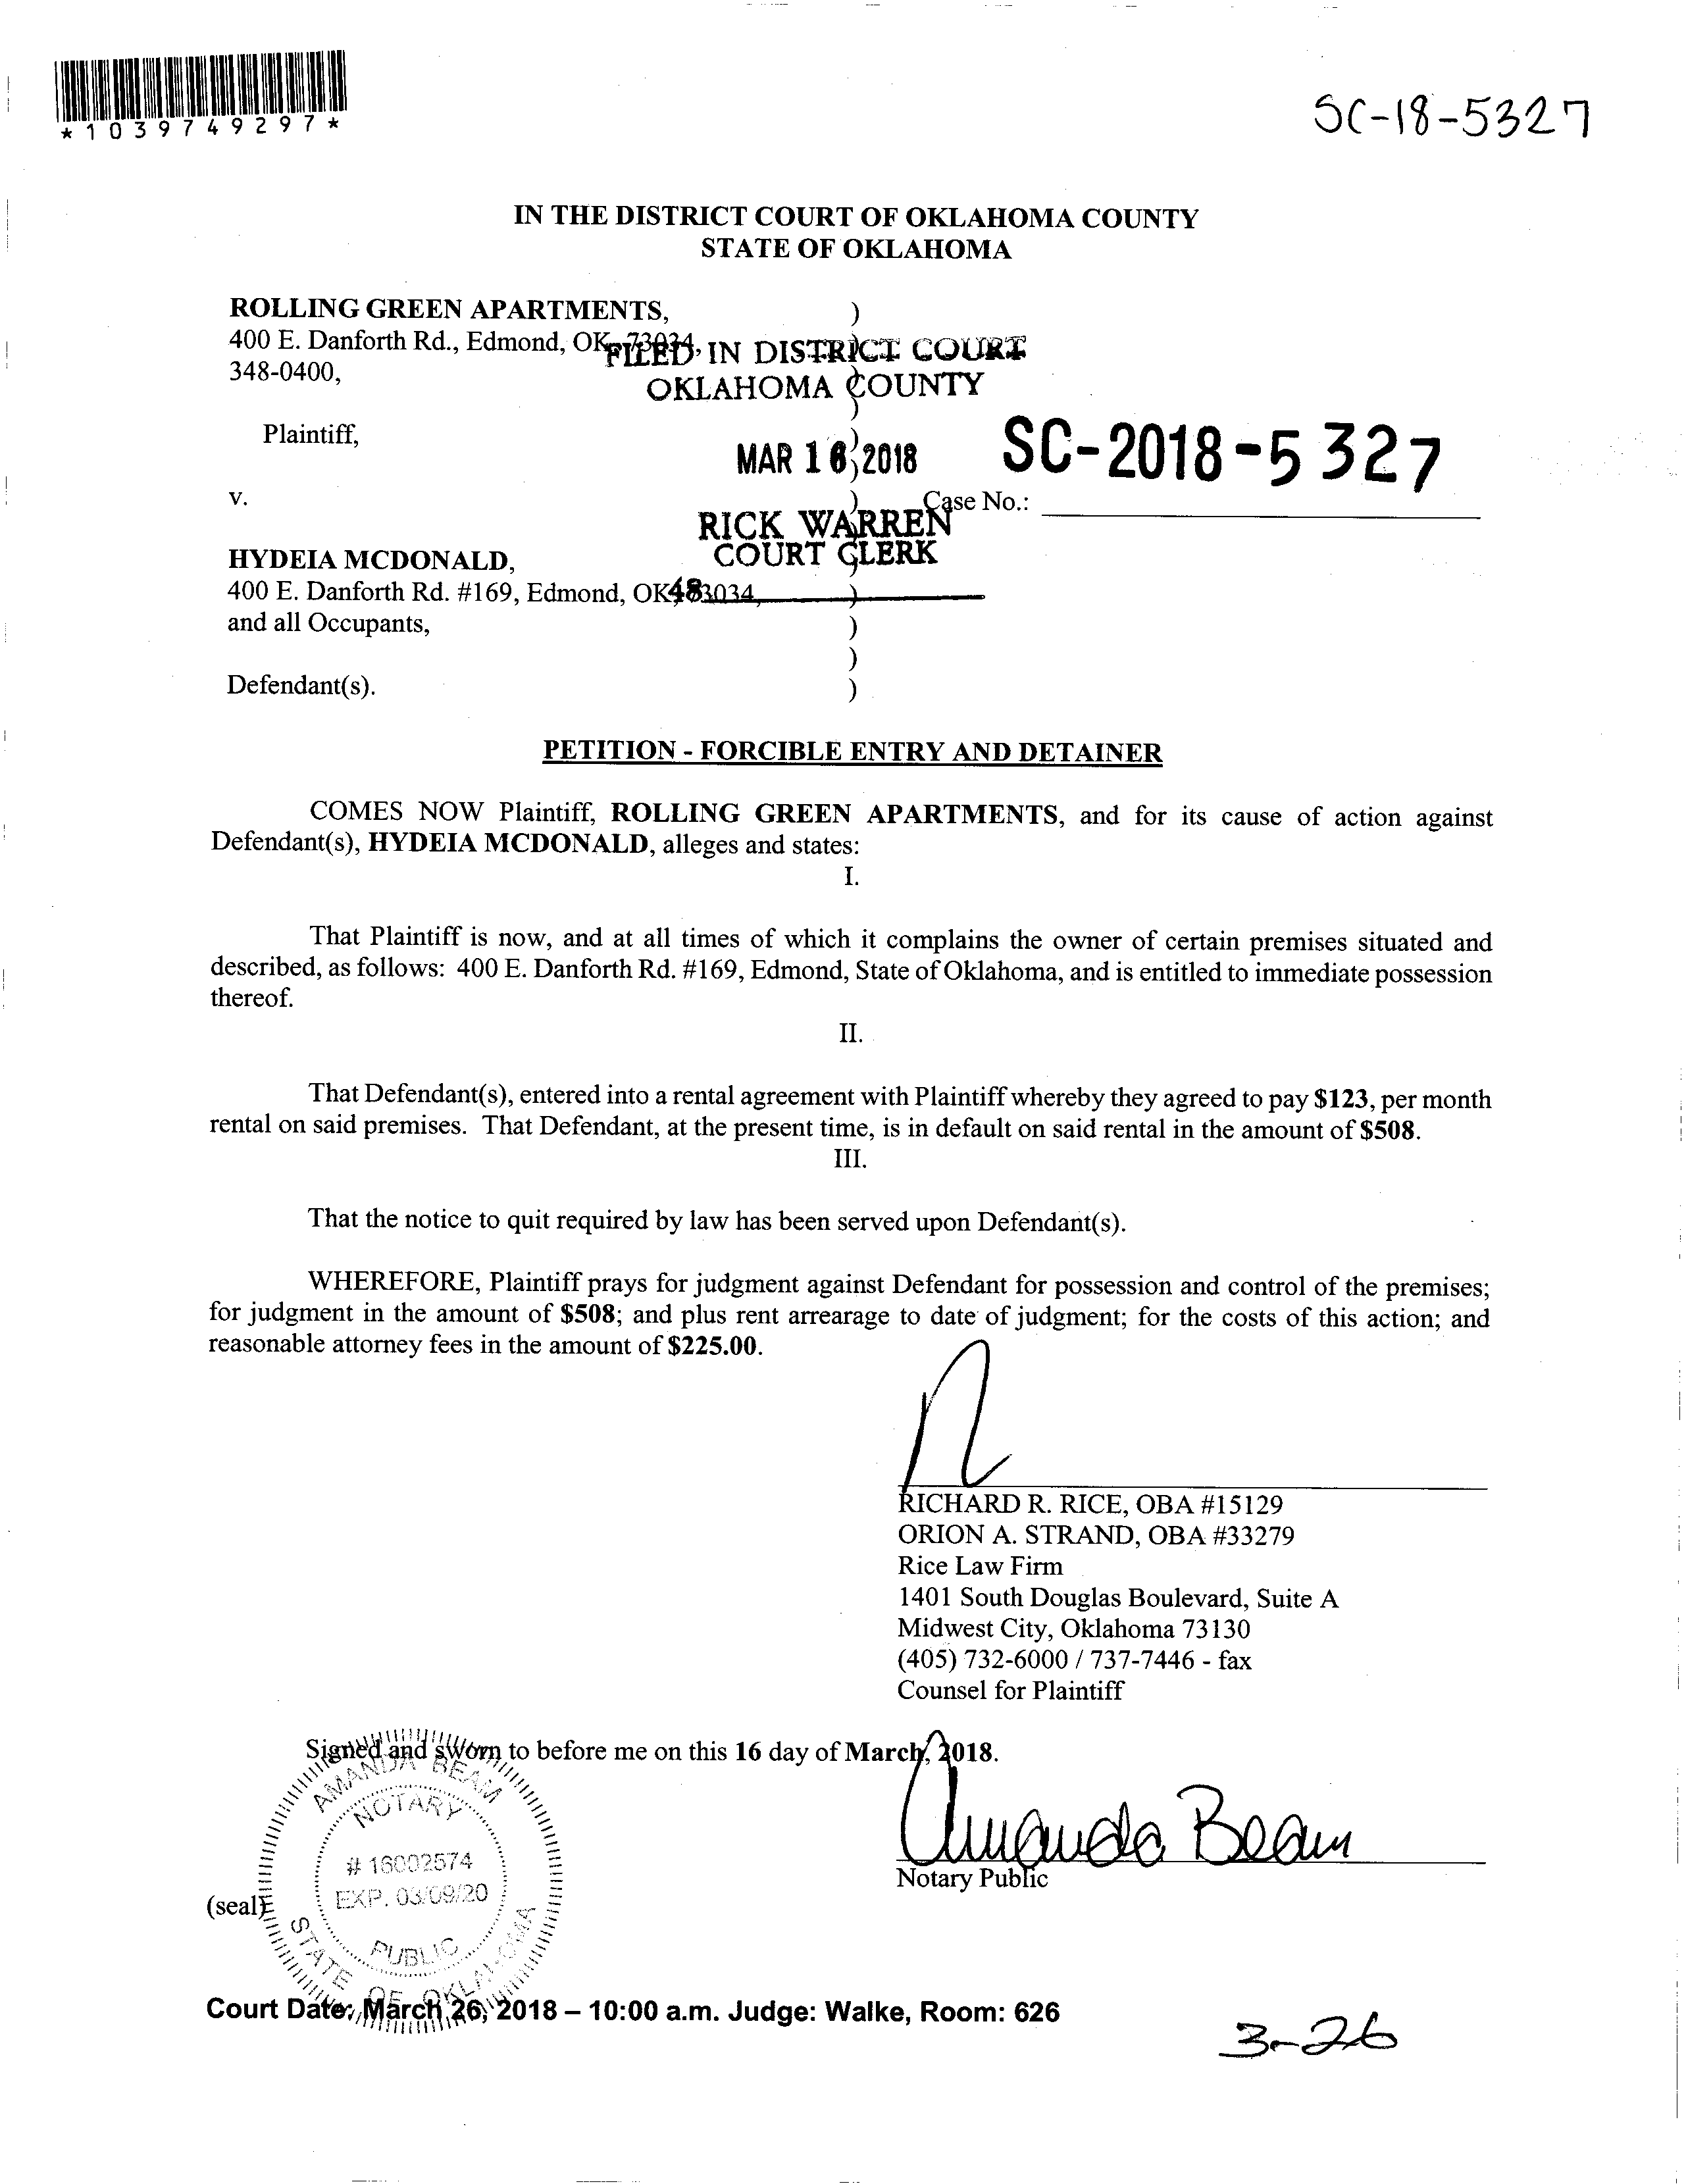 *1039749297*
SC-18-5327
IN THE DISTRICT COURT OF OKLAHOMA COUNTY
STATE OF OKLAHOMA
ROLLING GREEN APARTMENTS, )
400 E. Danforth Rd., Edmond, OK 73034,
348-0400,
FILED IN DISTRICT COURT
OKLAHOMA COUNTY
Plaintiff,
MAR 16 2018
SC-2018-5327
v.
Case No.:
RICK WARREN
COURT CLERK
HYDEIA MCDONALD,
400 E. Danforth Rd. #169, Edmond, OK 73034, )
48
and all Occupants, )
)
Defendant(s). )
PETITION - FORCIBLE ENTRY AND DETAINER
COMES NOW Plaintiff, ROLLING GREEN APARTMENTS, and for its cause of action against
Defendant(s), HYDEIA MCDONALD, alleges and states:
I.
That Plaintiff is now, and at all times of which it complains the owner of certain premises situated and
described, as follows: 400 E. Danforth Rd. #169, Edmond, State of Oklahoma, and is entitled to immediate possession
thereof.
II.
That Defendant(s), entered into a rental agreement with Plaintiff whereby they agreed to pay $123, per month
rental on said premises. That Defendant, at the present time, is in default on said rental in the amount of $508.
III.
That the notice to quit required by law has been served upon Defendant(s).
WHEREFORE, Plaintiff prays for judgment against Defendant for possession and control of the premises;
for judgment in the amount of $508; and plus rent arrearage to date of judgment; for the costs of this action; and
reasonable attorney fees in the amount of $225.00.
RICHARD R. RICE, OBA #15129
ORION A. STRAND, OBA #33279
Rice Law Firm
1401 South Douglas Boulevard, Suite A
Midwest City, Oklahoma 73130
(405) 732-6000 / 737-7446 - fax
Counsel for Plaintiff
Signed and sworn to before me on this 16 day of March, 2018.
Amanda Beam
Notary Public
AMANDA BEAM
NOTARY
# 16002574
EXP. 03/09/20
PUBLIC
STATE OF OKLAHOMA
(seal)
Court Date: March 26, 2018 – 10:00 a.m. Judge: Walke, Room: 626
3-26